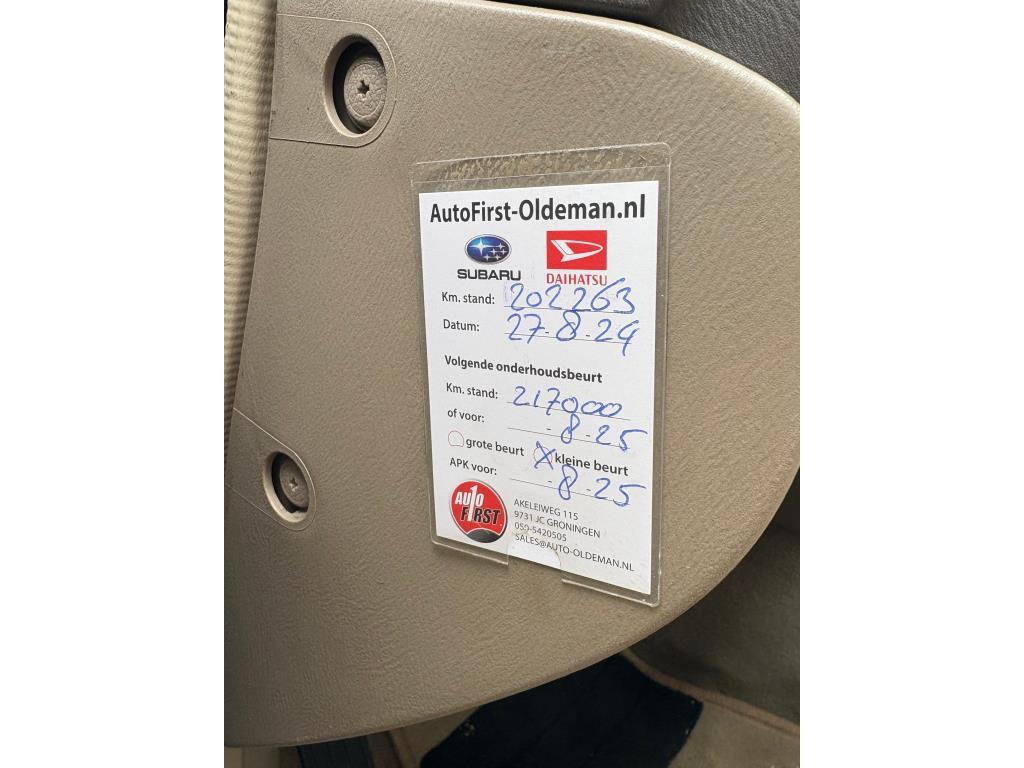 AutoFirst-Oldeman.nl
SUBARU DAIHATSU
Km. stand: 202263
Datum: 27-8-24
Volgende onderhoudsbeurt
Km. stand: 217000
of voor: -8-25
grote beurt X kleine beurt
APK voor: -8-25
AUTO FIRST
1
AKELEIWEG 115
9731 JC GRONINGEN
050-5420505
SALES@AUTO-OLDEMAN.NL